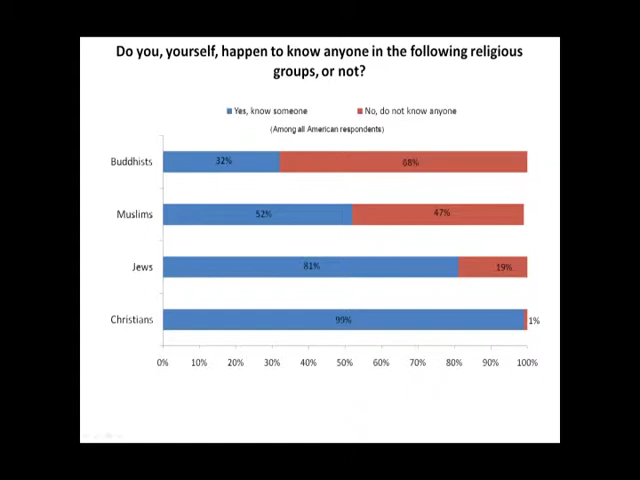 Do you, yourself, happen to know anyone in the following religious
groups, or not?
Yes, know someone
No, do not know anyone
(Among all American respondents)
Buddhists
32%
68%
Muslims
52%
47%
Jews
81%
19%
Christians
99%
1%
0%
10%
20%
30%
40%
50%
60%
70%
80%
90%
100%